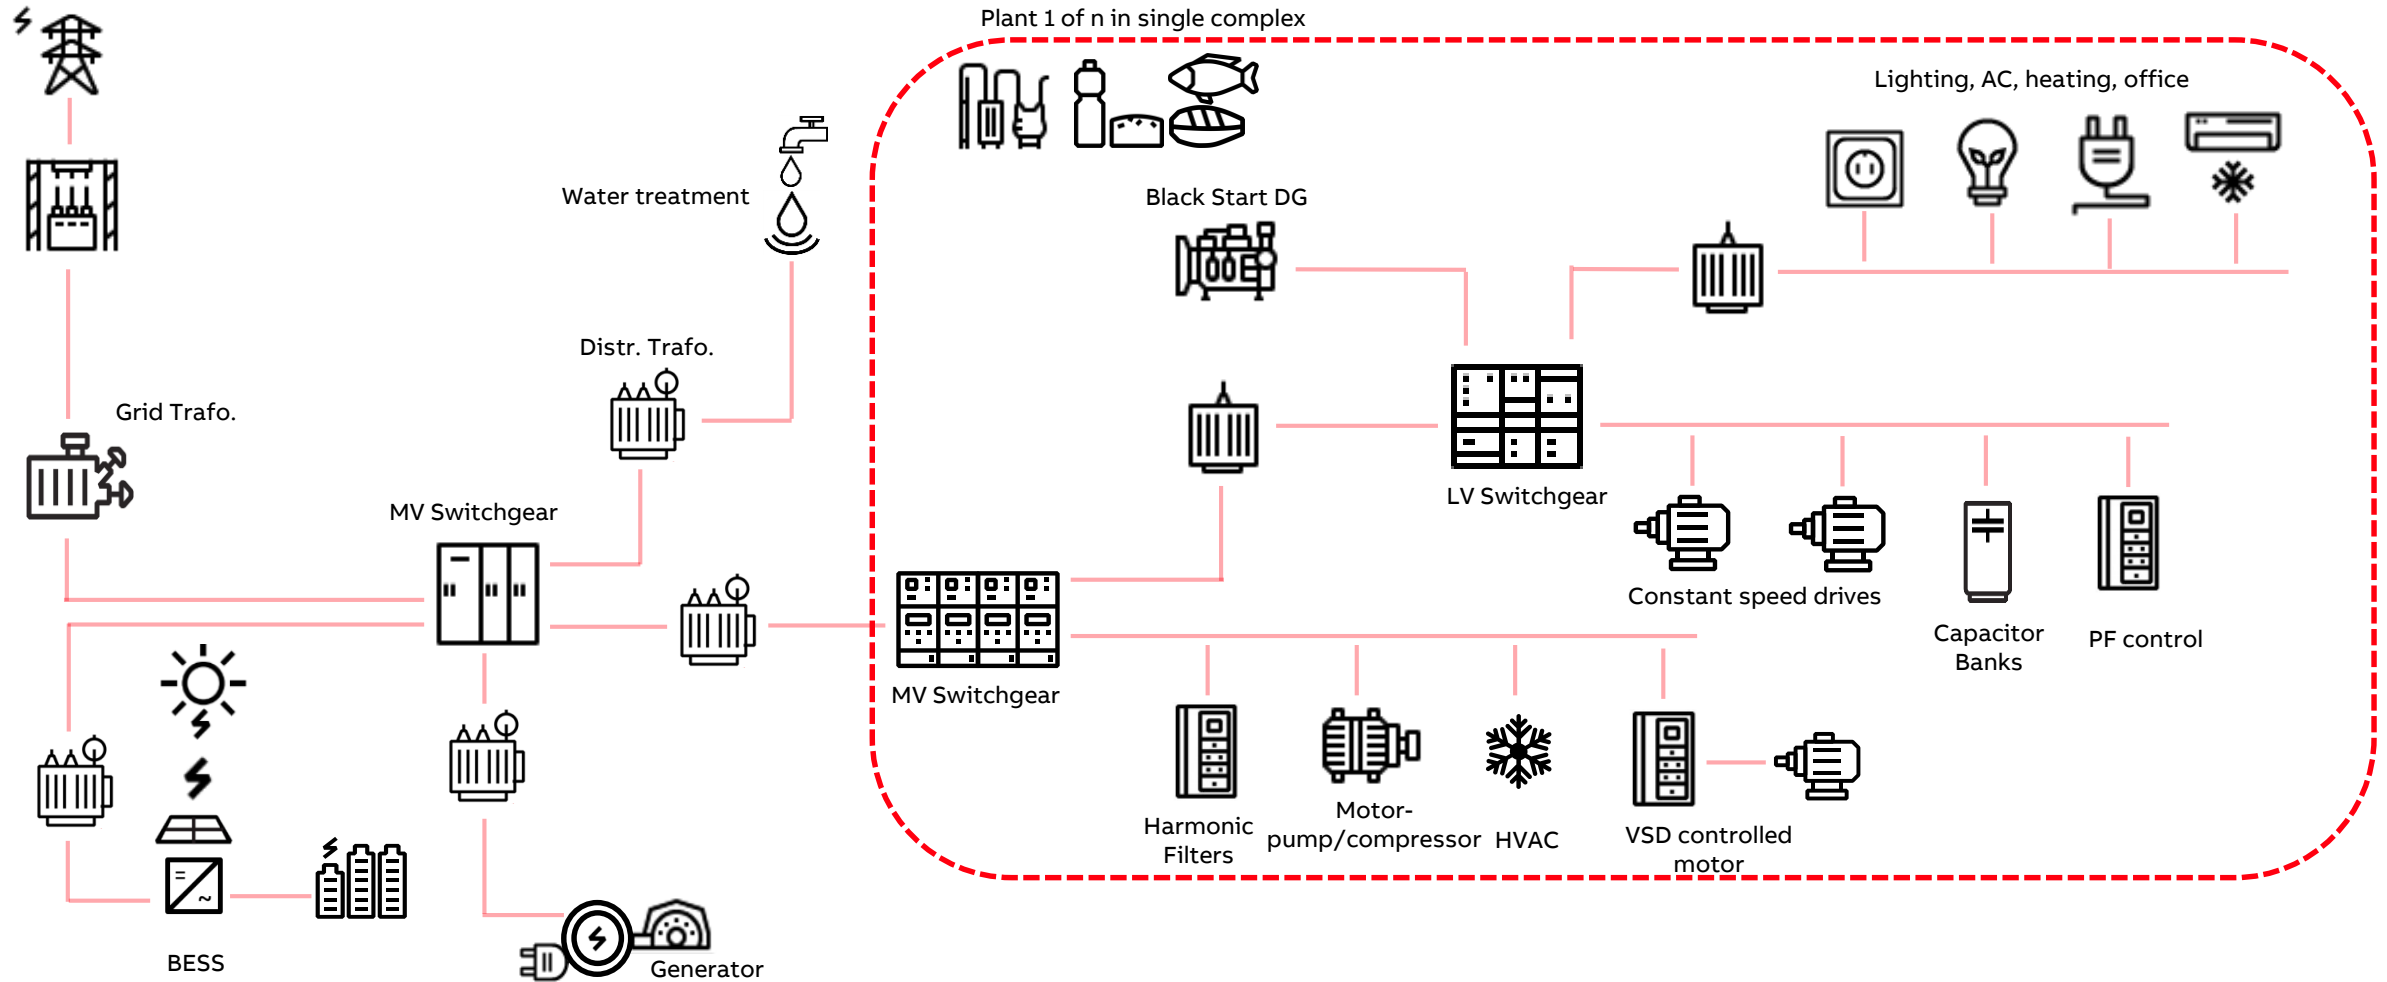 Plant 1 of n in single complex
Lighting, AC, heating, office
Water treatment
Black Start DG
Distr. Trafo.
Grid Trafo.
MV Switchgear
LV Switchgear
Constant speed drives
Capacitor
Banks
PF control
MV Switchgear
Harmonic
Filters
Motor-
pump/compressor
HVAC
VSD controlled
motor
BESS
Generator